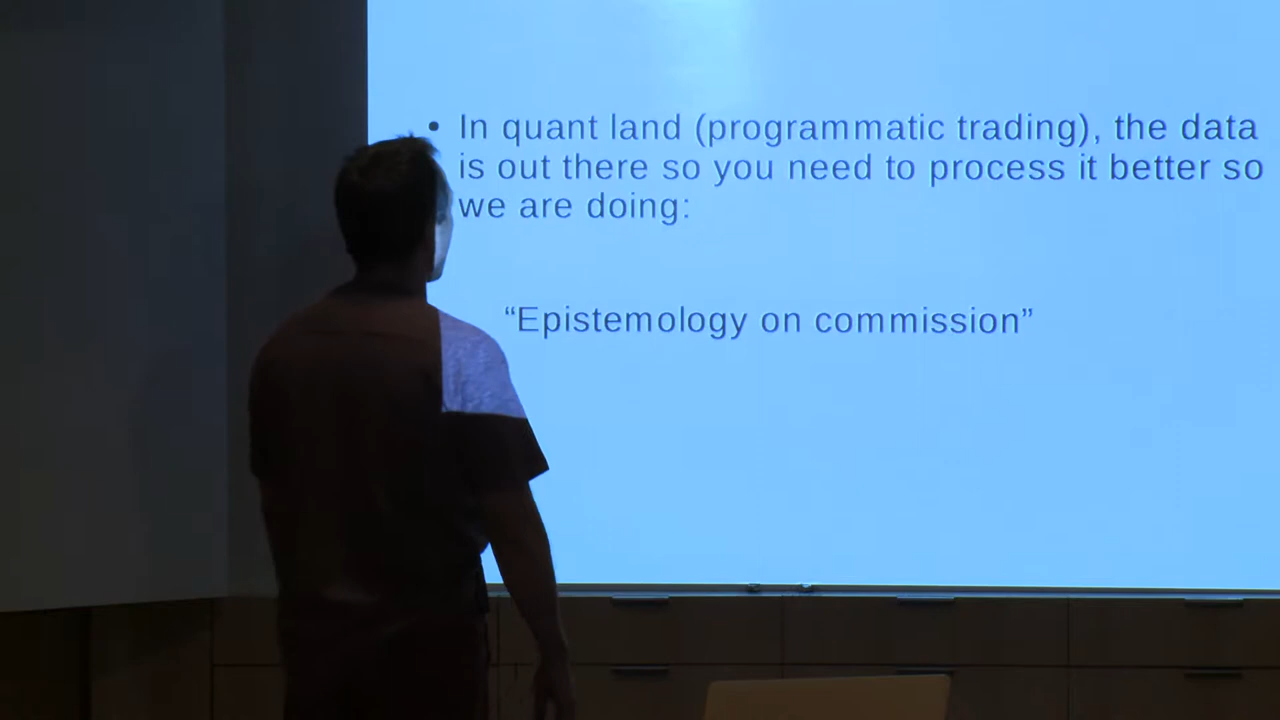 • In quant land (programmatic trading), the data
is out there so you need to process it better so
we are doing:
“Epistemology on commission”